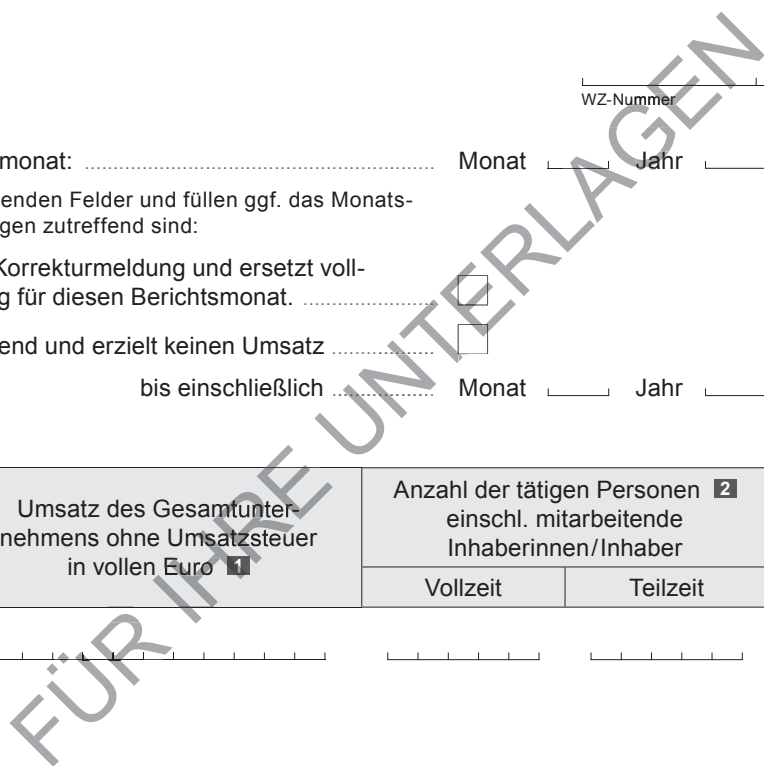 WZ-Nummer
monat: Monat Jahr
enden Felder und füllen ggf. das Monats-
gen zutreffend sind:
Korrekturmeldung und ersetzt voll-
g für diesen Berichtsmonat.
end und erzielt keinen Umsatz
bis einschließlich Monat Jahr
Umsatz des Gesamtunter-
nehmens ohne Umsatzsteuer
in vollen Euro 1
Anzahl der tätigen Personen 2
einschl. mitarbeitende
Inhaberinnen/Inhaber
Vollzeit Teilzeit
FÜR IHRE UNTERLAGEN